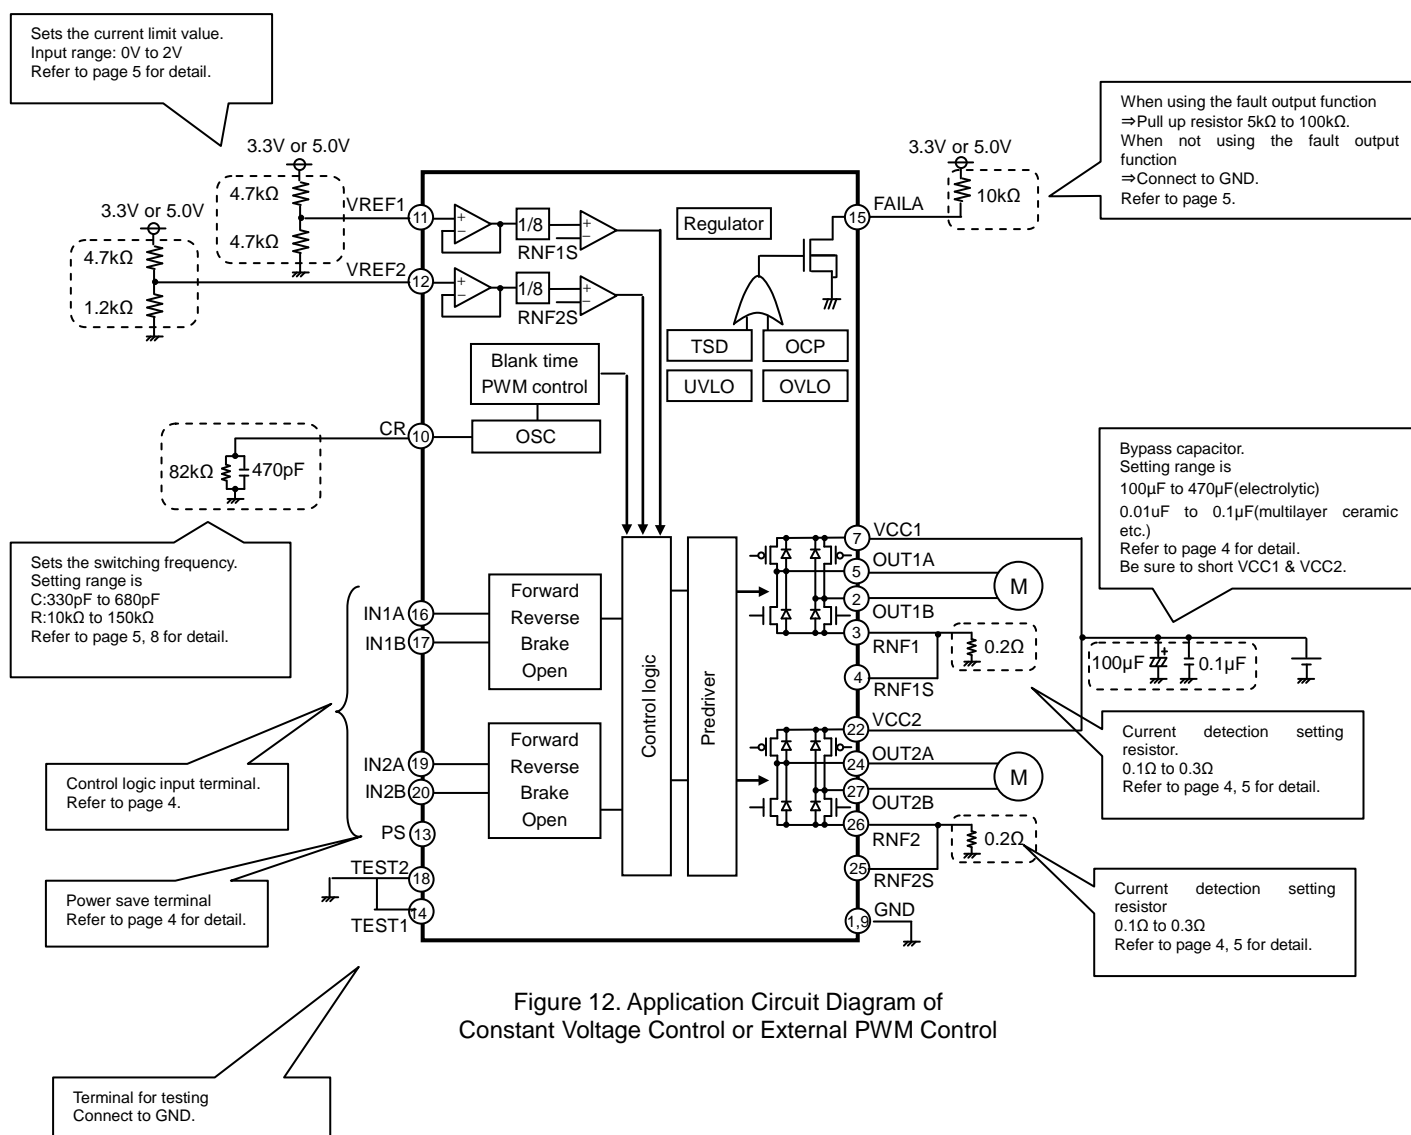 Sets the current limit value.
Input range: 0V to 2V
Refer to page 5 for detail.
When using the fault output function
⇒Pull up resistor 5kΩ to 100kΩ.
When not using the fault output
function
⇒Connect to GND.
Refer to page 5.
3.3V or 5.0V
4.7kΩ
4.7kΩ
3.3V or 5.0V
4.7kΩ
1.2kΩ
VREF1
11
VREF2
12
1/8
RNF1S
1/8
RNF2S
Regulator
3.3V or 5.0V
FAILA
15
10kΩ
TSD
OCP
UVLO
OVLO
Blank time
PWM control
OSC
CR
10
82kΩ
470pF
Sets the switching frequency.
Setting range is
C:330pF to 680pF
R:10kΩ to 150kΩ
Refer to page 5, 8 for detail.
Bypass capacitor.
Setting range is
100μF to 470μF(electrolytic)
0.01uF to 0.1μF(multilayer ceramic
etc.)
Refer to page 4 for detail.
Be sure to short VCC1 & VCC2.
IN1A
16
IN1B
17
Forward
Reverse
Brake
Open
Control logic
Predriver
7
VCC1
5
OUT1A
2
OUT1B
M
3
RNF1
0.2Ω
4
RNF1S
100μF
+
0.1μF
IN2A
19
IN2B
20
Forward
Reverse
Brake
Open
22
VCC2
24
OUT2A
27
OUT2B
M
26
RNF2
0.2Ω
25
RNF2S
1,9
GND
PS
13
TEST2
18
14
TEST1
Control logic input terminal.
Refer to page 4.
Power save terminal
Refer to page 4 for detail.
Current detection setting
resistor.
0.1Ω to 0.3Ω
Refer to page 4, 5 for detail.
Current detection setting
resistor
0.1Ω to 0.3Ω
Refer to page 4, 5 for detail.
Figure 12. Application Circuit Diagram of
Constant Voltage Control or External PWM Control
Terminal for testing
Connect to GND.